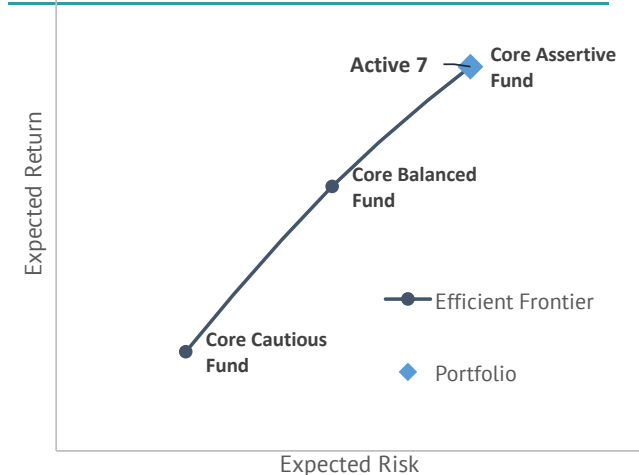 Active 7
Core Assertive
Fund
Expected Return
Core Balanced
Fund
Efficient Frontier
Core Cautious
Fund
Portfolio
Expected Risk